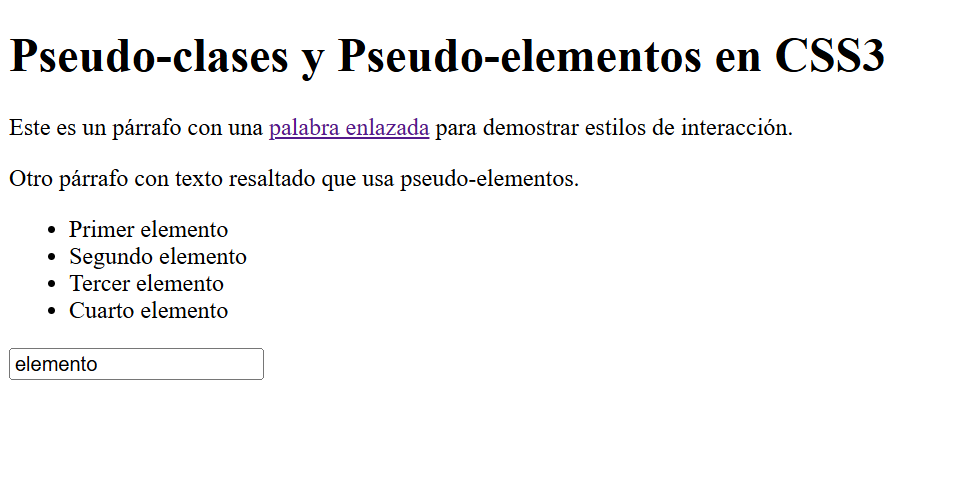 Pseudo-clases y Pseudo-elementos en CSS3
Este es un párrafo con una palabra enlazada para demostrar estilos de interacción.
Otro párrafo con texto resaltado que usa pseudo-elementos.
• Primer elemento
• Segundo elemento
• Tercer elemento
• Cuarto elemento
elemento